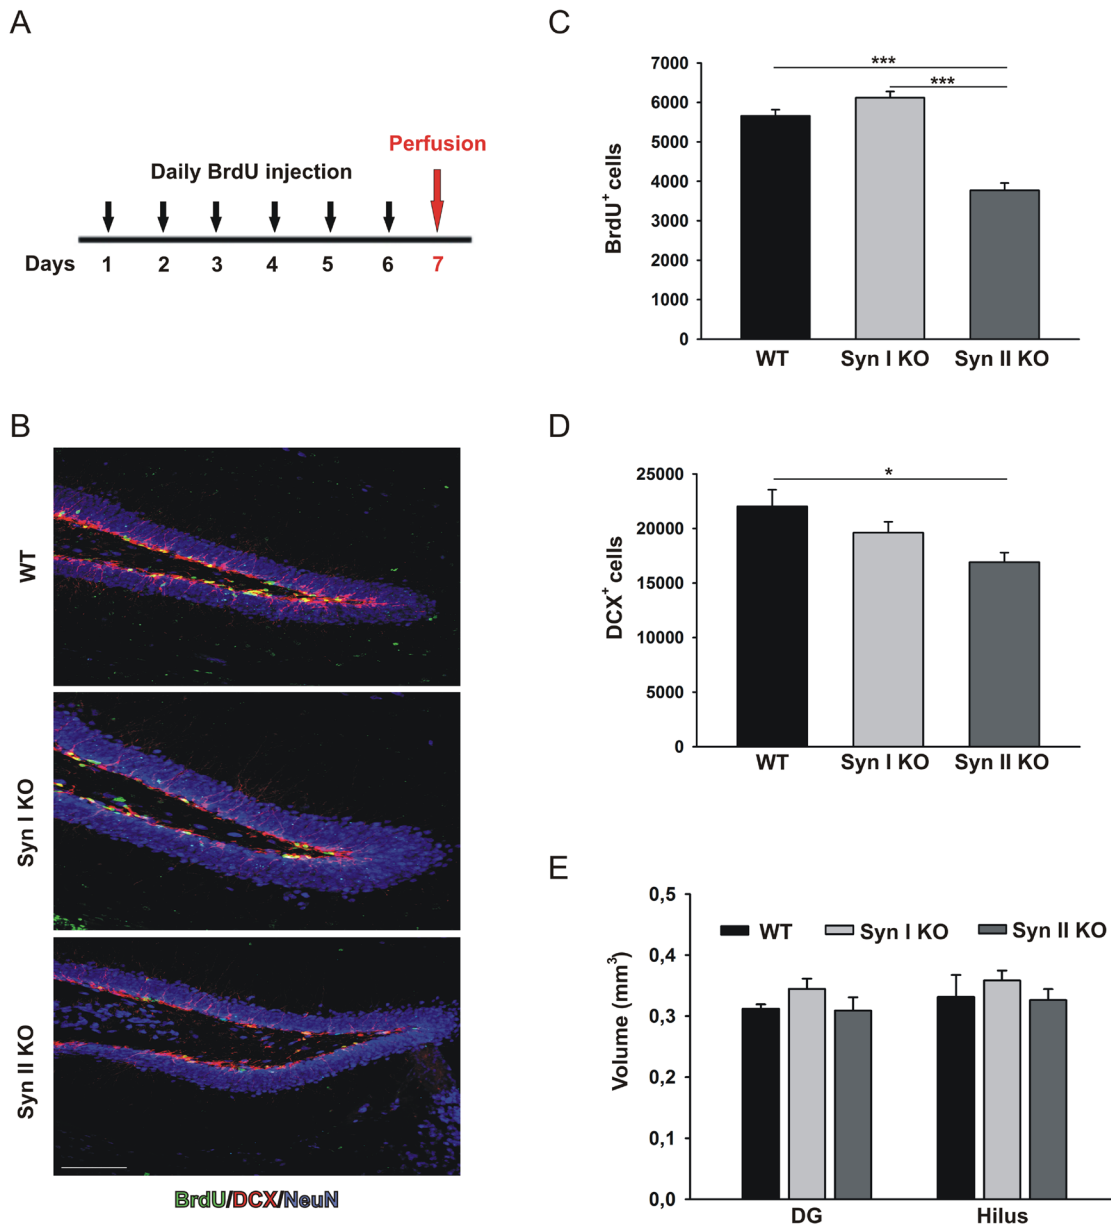 A
Perfusion
Daily BrdU injection
Days 1 2 3 4 5 6 7
B
WT
Syn I KO
Syn II KO
BrdU/DCX/NeuN
C
BrdU+ cells
7000
6000
5000
4000
3000
2000
1000
0
***
***
WT Syn I KO Syn II KO
D
DCX+ cells
25000
20000
15000
10000
5000
0
*
WT Syn I KO Syn II KO
E
Volume (mm3)
0,5
0,4
0,3
0,2
0,1
0,0
WT Syn I KO Syn II KO
DG Hilus